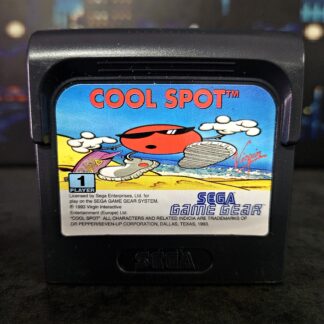 COOL SPOT™
Virgin
1
PLAYER
Licensed by Sega Enterprises, Ltd. for
play on the SEGA GAME GEAR SYSTEM.
© 1993 Virgin Interactive
Entertainment (Europe) Ltd.
SEGA
GAME GEAR
"COOL SPOT" ALL CHARACTERS AND RELATED INDICIA ARE TRADEMARKS OF
DR PEPPER/SEVEN-UP CORPORATION, DALLAS, TEXAS, 1993.
SEGA